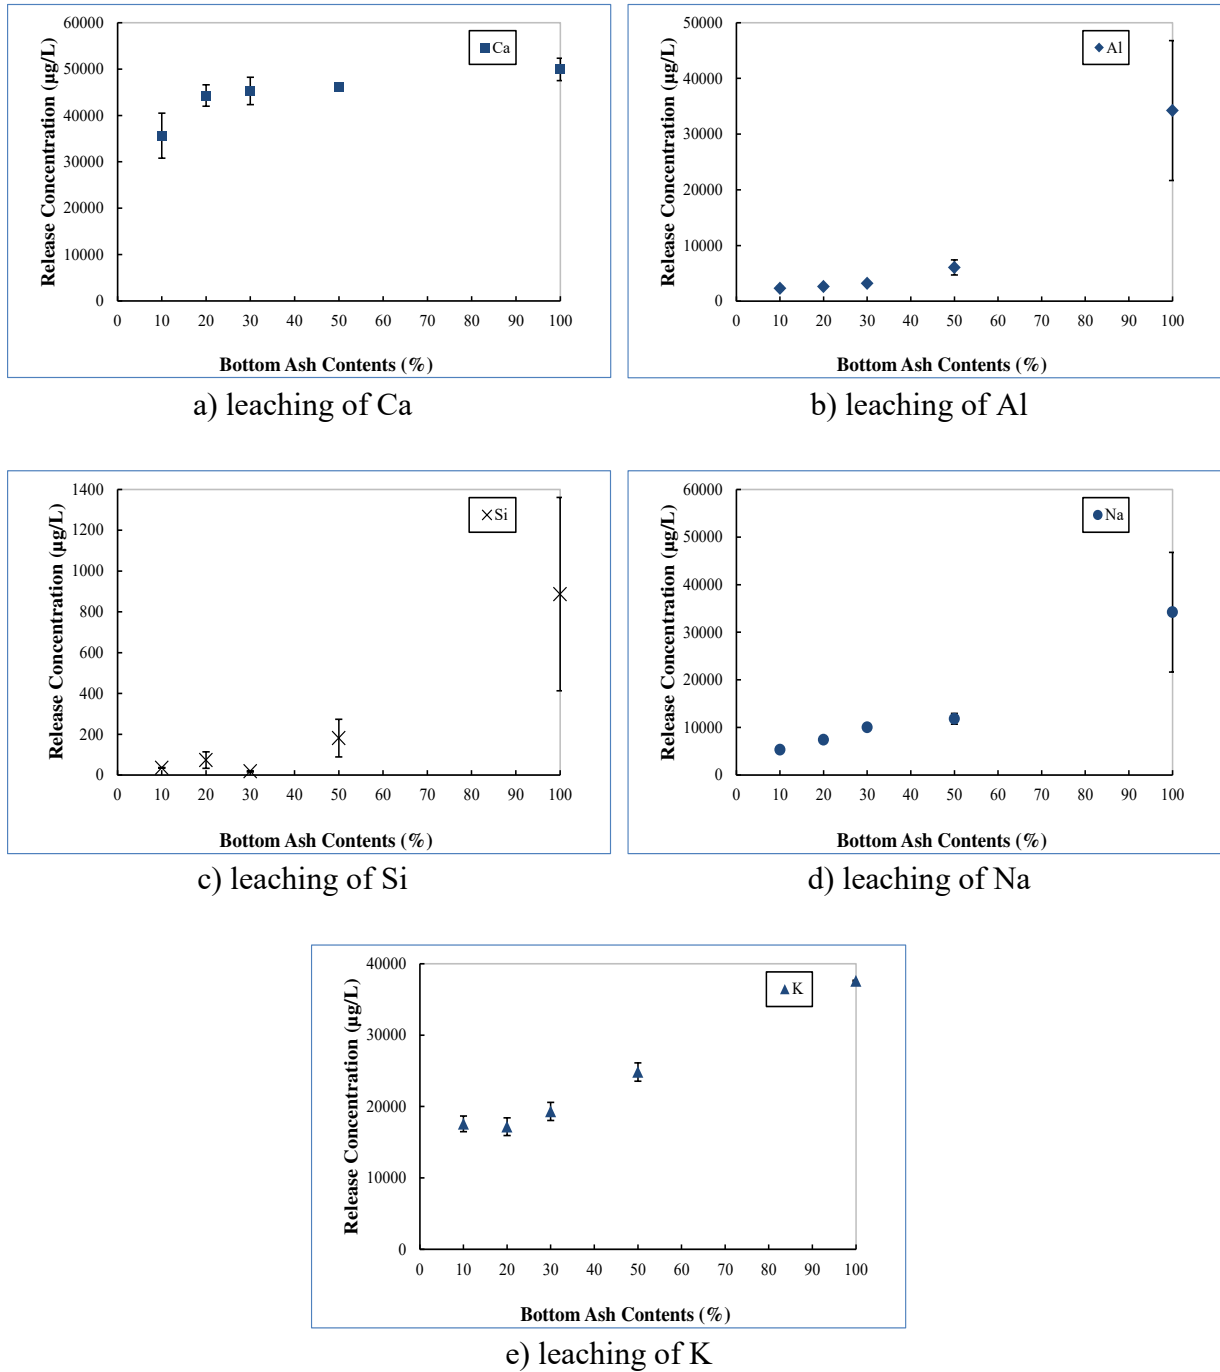 60000
50000
40000
30000
20000
10000
0
Release Concentration (µg/L)
Ca
0 10 20 30 40 50 60 70 80 90 100
Bottom Ash Contents (%)
a) leaching of Ca
50000
40000
30000
20000
10000
0
Release Concentration (µg/L)
Al
0 10 20 30 40 50 60 70 80 90 100
Bottom Ash Contents (%)
b) leaching of Al
1400
1200
1000
800
600
400
200
0
Release Concentration (µg/L)
Si
0 10 20 30 40 50 60 70 80 90 100
Bottom Ash Contents (%)
c) leaching of Si
60000
50000
40000
30000
20000
10000
0
Release Concentration (µg/L)
Na
0 10 20 30 40 50 60 70 80 90 100
Bottom Ash Contents (%)
d) leaching of Na
40000
30000
20000
10000
0
Release Concentration (µg/L)
K
0 10 20 30 40 50 60 70 80 90 100
Bottom Ash Contents (%)
e) leaching of K